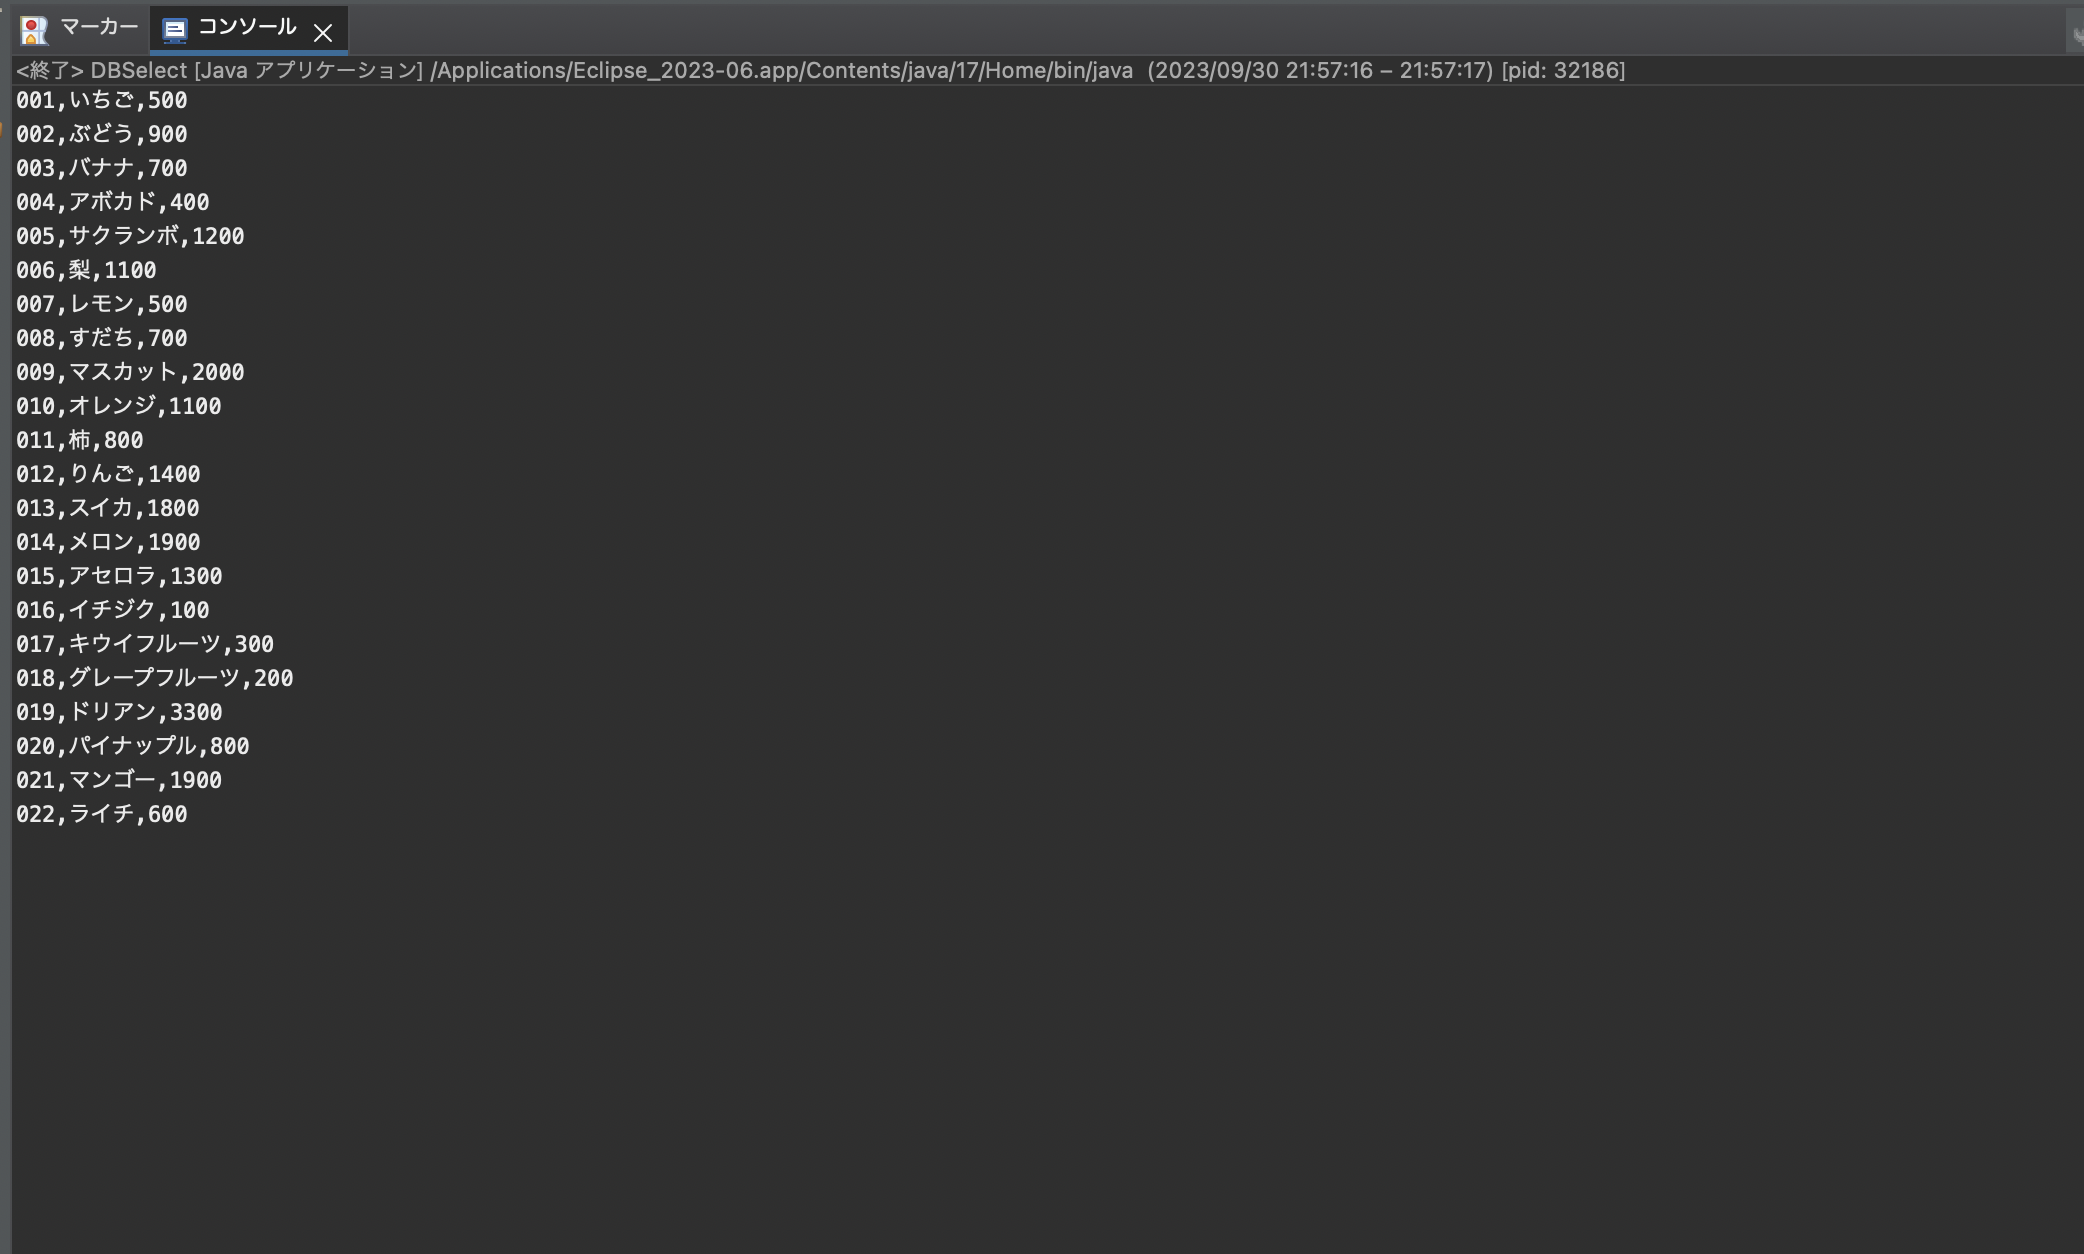 マーカー コンソール
<終了> DBSelect [Java アプリケーション] /Applications/Eclipse_2023-06.app/Contents/java/17/Home/bin/java  (2023/09/30 21:57:16 – 21:57:17) [pid: 32186]
001,いちご,500
002,ぶどう,900
003,バナナ,700
004,アボカド,400
005,サクランボ,1200
006,梨,1100
007,レモン,500
008,すだち,700
009,マスカット,2000
010,オレンジ,1100
011,柿,800
012,りんご,1400
013,スイカ,1800
014,メロン,1900
015,アセロラ,1300
016,イチジク,100
017,キウイフルーツ,300
018,グレープフルーツ,200
019,ドリアン,3300
020,パイナップル,800
021,マンゴー,1900
022,ライチ,600